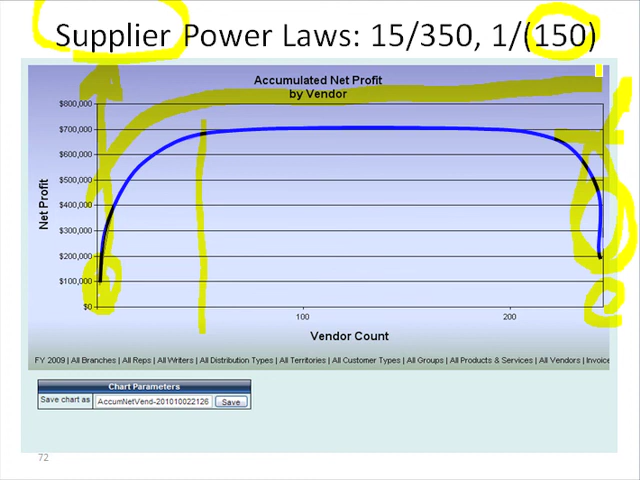 Supplier Power Laws: 15/350, 1/(150)
Accumulated Net Profit
by Vendor
$800,000
$700,000
$600,000
$500,000
$400,000
$300,000
$200,000
$100,000
$0
Net Profit
100
200
Vendor Count
FY 2009 | All Branches | All Reps | All Writers | All Distribution Types | All Territories | All Customer Types | All Groups | All Products & Services | All Vendors | Invoice
Chart Parameters
Save chart as AccumNetVend-201010022126 Save
72